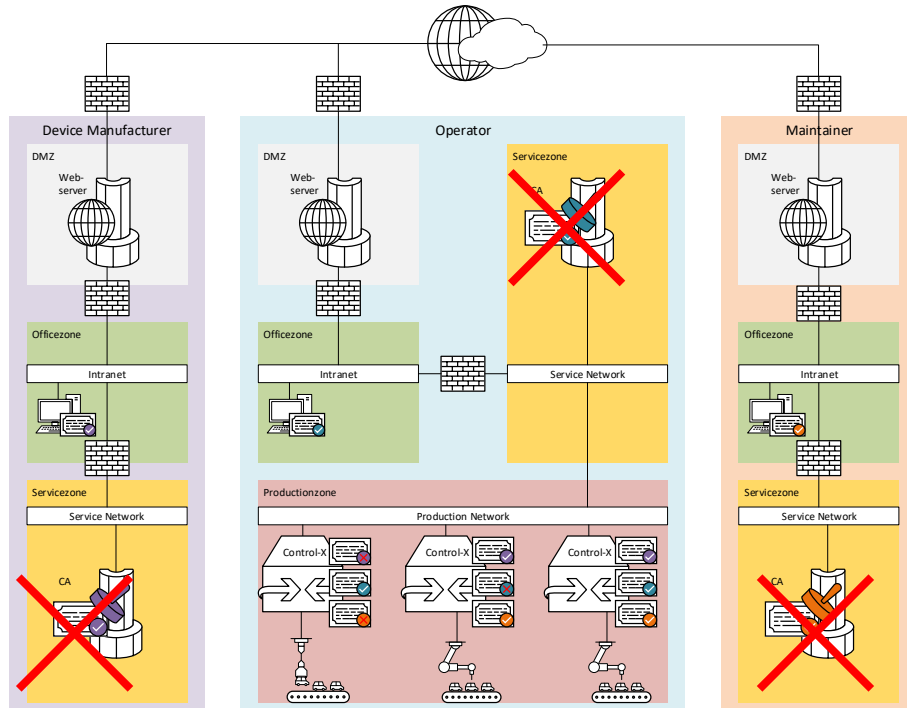 Device Manufacturer
DMZ
Web-
server
Officezone
Intranet
Servicezone
Service Network
CA
Operator
DMZ
Web-
server
Servicezone
CA
Officezone
Intranet
Service Network
Productionzone
Production Network
Control-X
Control-X
Control-X
Maintainer
DMZ
Web-
server
Officezone
Intranet
Servicezone
Service Network
CA